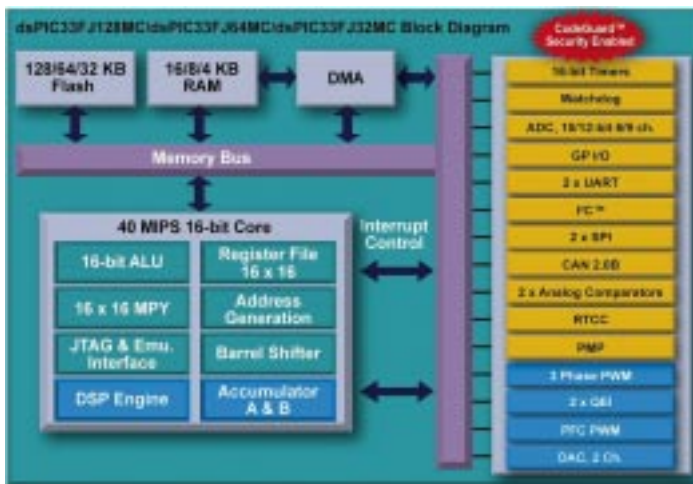 dsPIC33FJ128MC/dsPIC33FJ64MC/dsPIC33FJ32MC Block Diagram
CodeGuard™
Security Enabled
128/64/32 KB
Flash
16/8/4 KB
RAM
DMA
Memory Bus
40 MIPS 16-bit Core
16-bit ALU
Register File
16 x 16
16 x 16 MPY
Address
Generation
JTAG & Emu.
Interface
Barrel Shifter
DSP Engine
Accumulator
A & B
Interrupt
Control
16-bit Timers
Watchdog
ADC, 10/12-bit 6/9 ch.
GP I/O
2 x UART
I²C™
2 x SPI
CAN 2.0B
2 x Analog Comparators
RTCC
PMP
3 Phase PWM
2 x QEI
PFC PWM
DAC, 2 Ch.